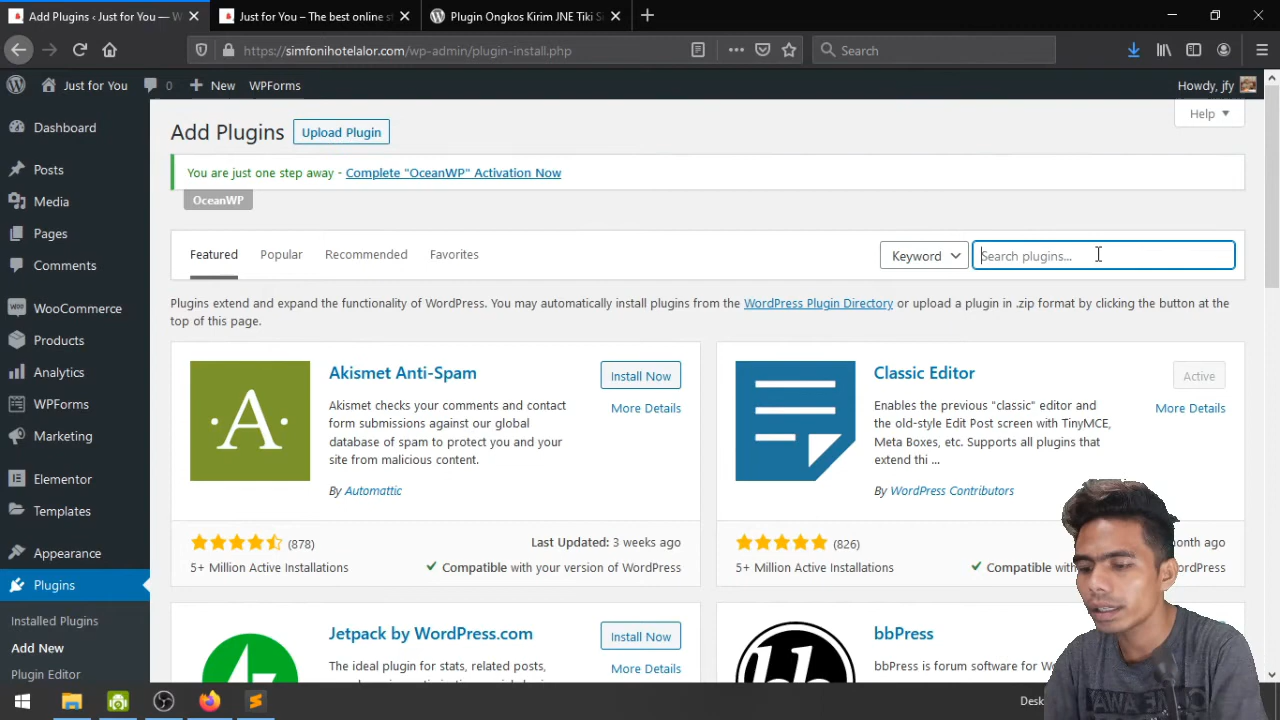 Add Plugins ‹ Just for You — W
Just for You – The best online st
Plugin Ongkos Kirim JNE Tiki S
https://simfonihotelalor.com/wp-admin/plugin-install.php
Search
Just for You
0
New
WPForms
Howdy, jfy
Dashboard
Posts
Media
Pages
Comments
WooCommerce
Products
Analytics
WPForms
Marketing
Elementor
Templates
Appearance
Plugins
Installed Plugins
Add New
Plugin Editor
Add Plugins
Upload Plugin
Help
You are just one step away - Complete "OceanWP" Activation Now
OceanWP
Featured
Popular
Recommended
Favorites
Keyword
Search plugins...
Plugins extend and expand the functionality of WordPress. You may automatically install plugins from the WordPress Plugin Directory or upload a plugin in .zip format by clicking the button at the
top of this page.
Akismet Anti-Spam
Install Now
More Details
Akismet checks your comments and contact
form submissions against our global
database of spam to protect you and your
site from malicious content.
By Automattic
(878)
Last Updated: 3 weeks ago
5+ Million Active Installations
Compatible with your version of WordPress
Classic Editor
Active
More Details
Enables the previous "classic" editor and
the old-style Edit Post screen with TinyMCE,
Meta Boxes, etc. Supports all plugins that
extend thi ...
By WordPress Contributors
(826)
onth ago
5+ Million Active Installations
Compatible
rdPress
Jetpack by WordPress.com
Install Now
More Details
The ideal plugin for stats, related posts,
bbPress
bbPress is forum software for Wo
Desk